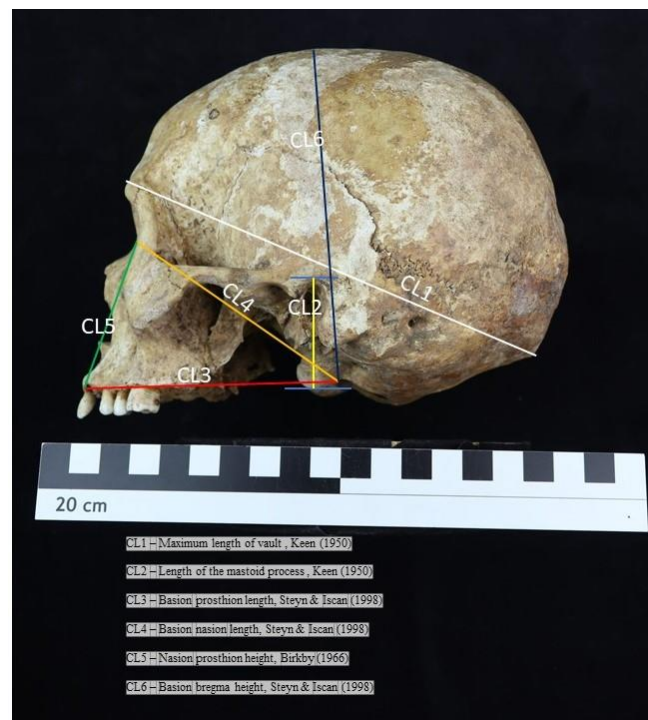 CL6
CL1
CL4
CL2
CL5
CL3
20 cm
CL1 – Maximum length of vault , Keen (1950)
CL2 – Length of the mastoid process , Keen (1950)
CL3 – Basion prosthion length, Steyn & Iscan (1998)
CL4 – Basion nasion length, Steyn & Iscan (1998)
CL5 – Nasion prosthion height, Birkby (1966)
CL6 – Basion bregma height, Steyn & Iscan (1998)